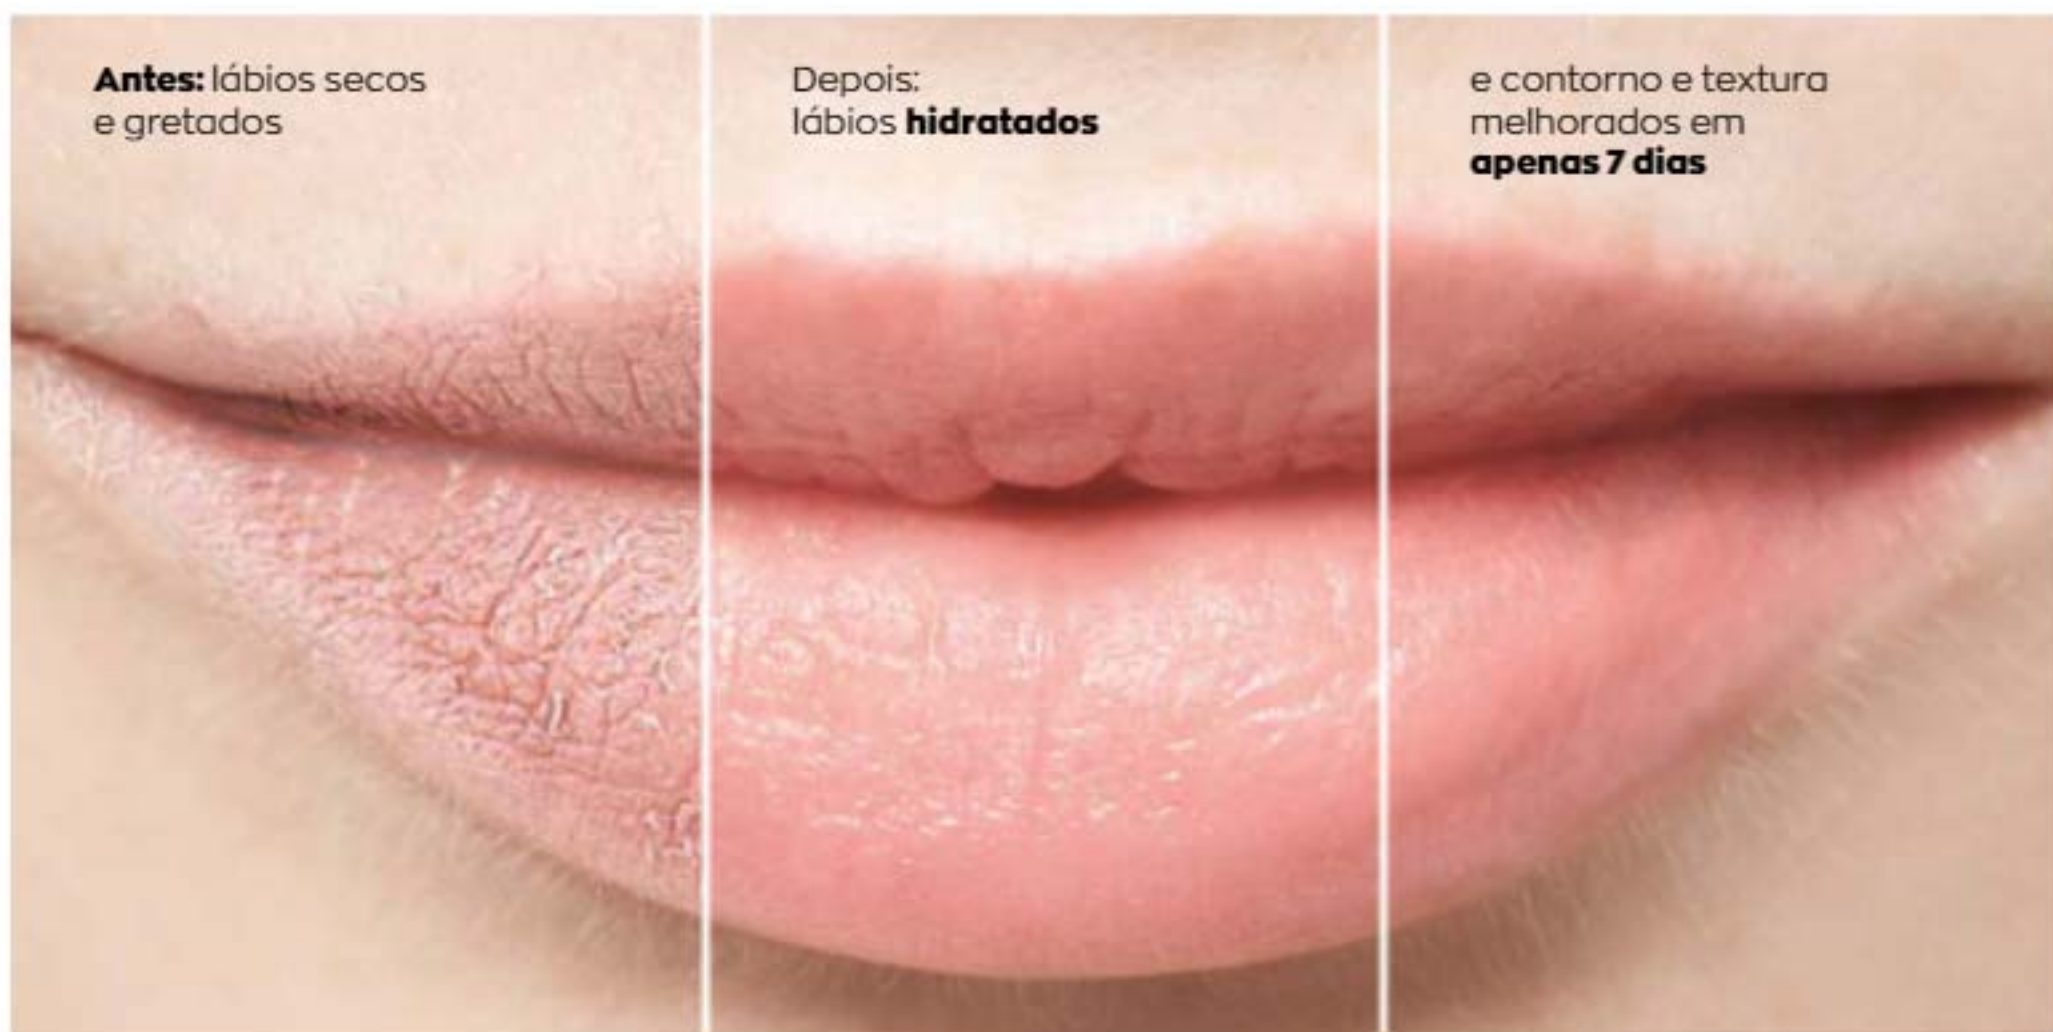 Antes: lábios secos
e gretados
Depois:
lábios hidratados
e contorno e textura
melhorados em
apenas 7 dias